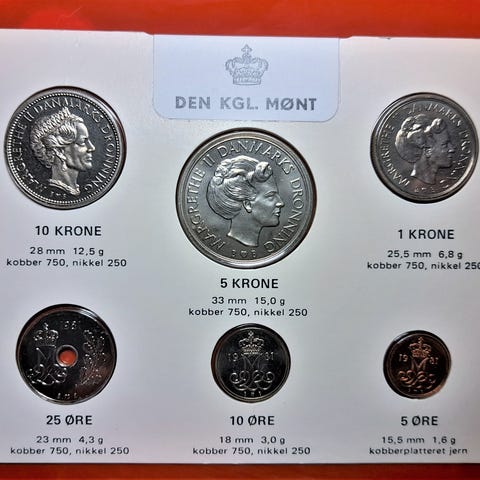 DEN KGL. MØNT
MARGRETHE II DANMARKS DRONNING
10 KRONE
28 mm 12,5 g
kobber 750, nikkel 250
MARGRETHE II DANMARKS DRONNING
5 KRONE
33 mm 15,0 g
kobber 750, nikkel 250
MARGRETHE II DANMARKS DRONNING
1 KRONE
25,5 mm 6,8 g
kobber 750, nikkel 250
25 ØRE
23 mm 4,3 g
kobber 750, nikkel 250
1981
10 ØRE
18 mm 3,0 g
kobber 750, nikkel 250
1981
5 ØRE
15,5 mm 1,6 g
kobberplatteret jern